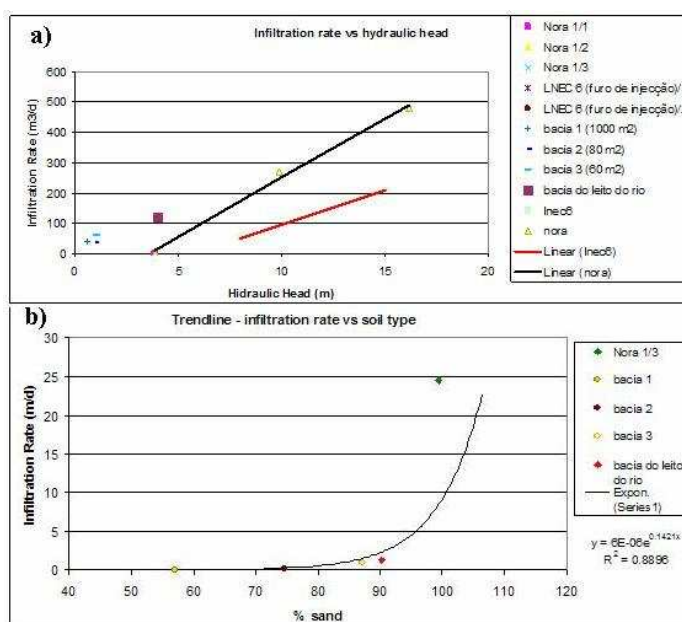 a)
Infiltration rate vs hydraulic head
Infiltration Rate (m3/d)
600
500
400
300
200
100
0
0 5 10 15 20
Hidraulic Head (m)
Nora 1/1
Nora 1/2
Nora 1/3
LNEC 6 (furo de injecção)/
LNEC 6 (furo de injecção)/
bacia 1 (1000 m2)
bacia 2 (80 m2)
bacia 3 (60 m2)
bacia do leito do rio
lnec6
nora
Linear (lnec6)
Linear (nora)
b)
Trendline - infiltration rate vs soil type
Infiltration Rate (m/d)
30
25
20
15
10
5
0
40 50 60 70 80 90 100 110 120
% sand
Nora 1/3
bacia 1
bacia 2
bacia 3
bacia do leito
do rio
Expon.
(Series1)
y = 6E-06e^0.1421x
R² = 0.8896